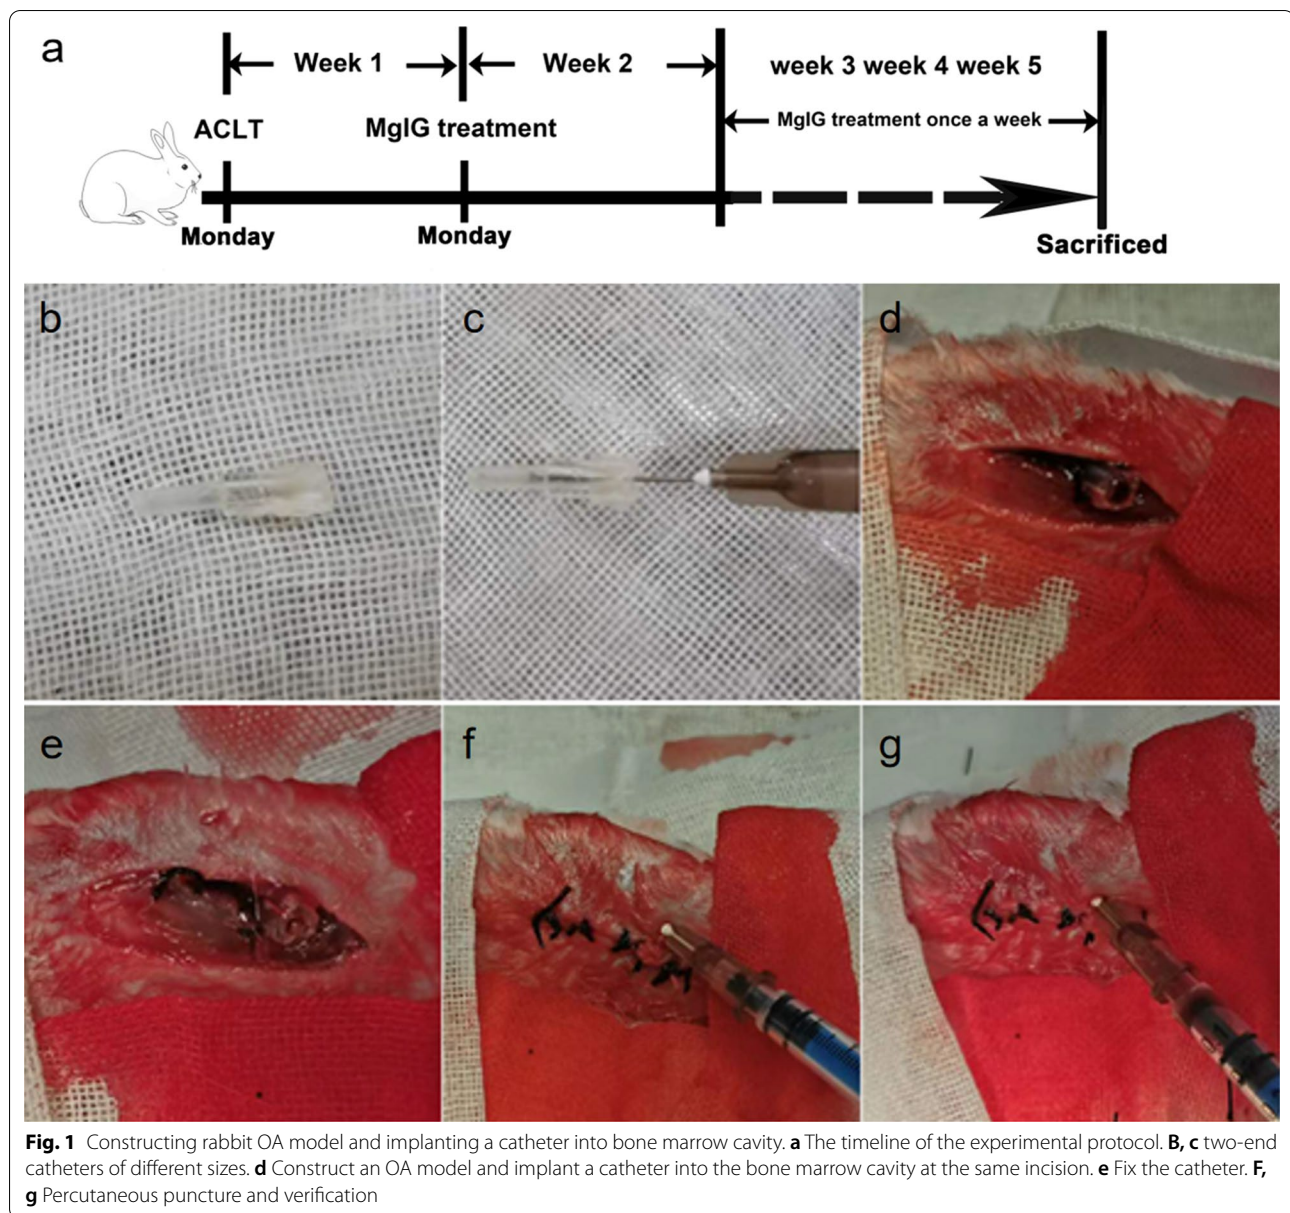 a
Week 1
Week 2
week 3 week 4 week 5
ACLT
MgIG treatment
MgIG treatment once a week
Monday
Monday
Sacrificed
b
c
d
e
f
g
Fig. 1 Constructing rabbit OA model and implanting a catheter into bone marrow cavity. a The timeline of the experimental protocol. B, c two-end
catheters of different sizes. d Construct an OA model and implant a catheter into the bone marrow cavity at the same incision. e Fix the catheter. F,
g Percutaneous puncture and verification